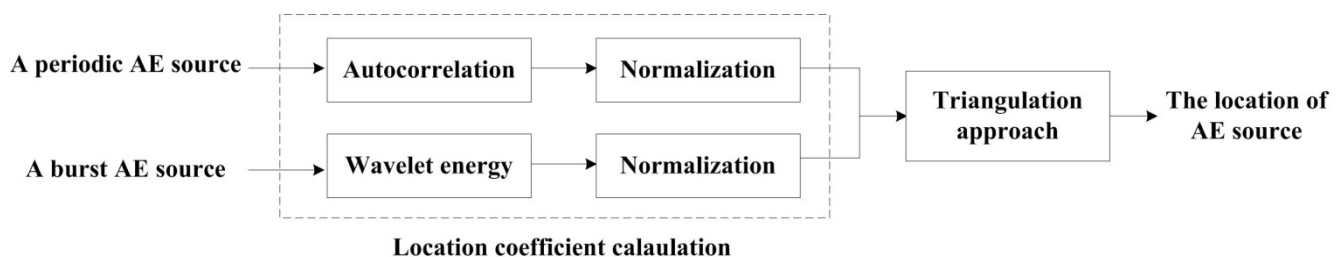 A periodic AE source
Autocorrelation
Normalization
A burst AE source
Wavelet energy
Normalization
Triangulation
approach
The location of
AE source
Location coefficient calaulation